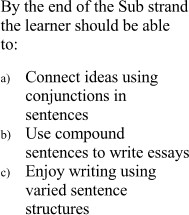 By the end of the Sub strand
the learner should be able
to:
a) Connect ideas using
conjunctions in
sentences
b) Use compound
sentences to write essays
c) Enjoy writing using
varied sentence
structures